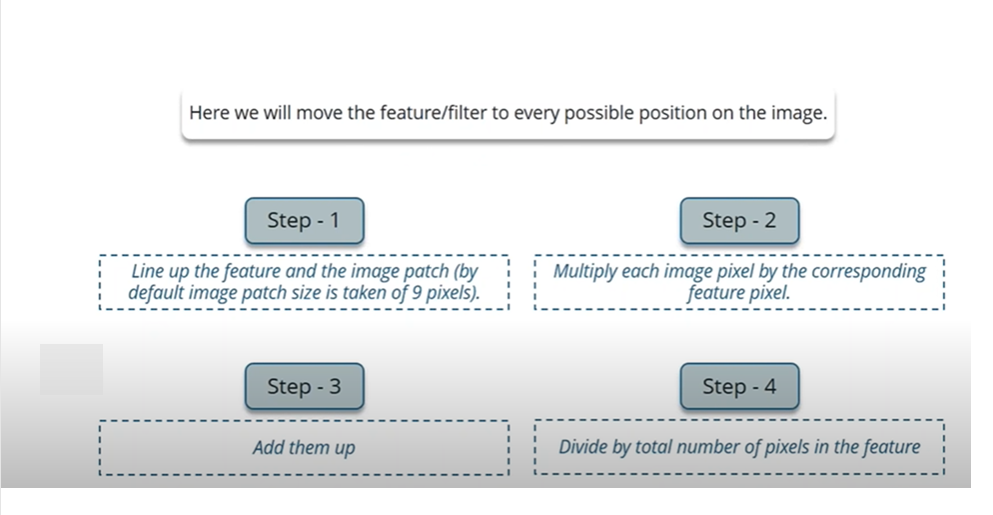 Here we will move the feature/filter to every possible position on the image.
Step - 1
Line up the feature and the image patch (by
default image patch size is taken of 9 pixels).
Step - 2
Multiply each image pixel by the corresponding
feature pixel.
Step - 3
Add them up
Step - 4
Divide by total number of pixels in the feature